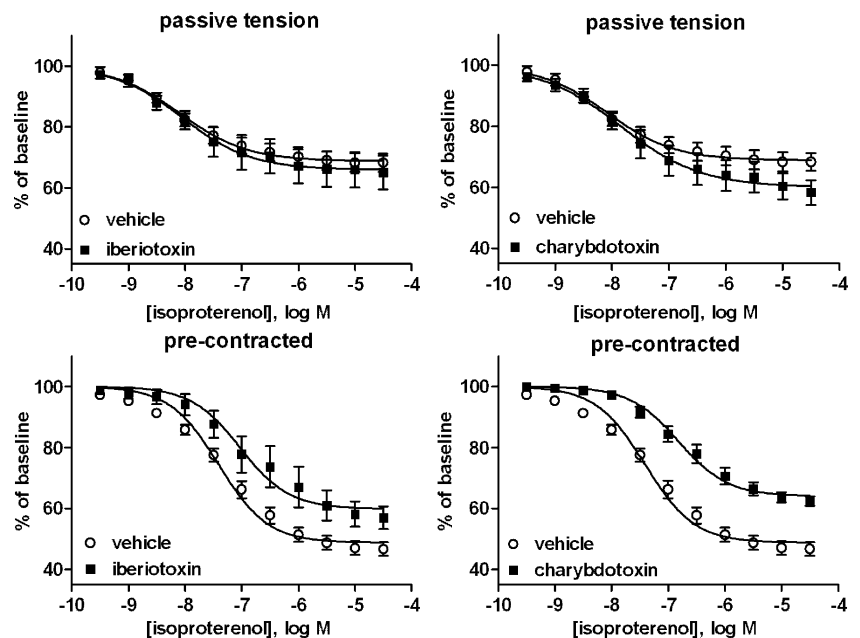 passive tension
% of baseline
100
80
60
40
vehicle
iberiotoxin
-10 -9 -8 -7 -6 -5 -4
[isoproterenol], log M
passive tension
% of baseline
100
80
60
40
vehicle
charybdotoxin
-10 -9 -8 -7 -6 -5 -4
[isoproterenol], log M
pre-contracted
% of baseline
100
80
60
40
vehicle
iberiotoxin
-10 -9 -8 -7 -6 -5 -4
[isoproterenol], log M
pre-contracted
% of baseline
100
80
60
40
vehicle
charybdotoxin
-10 -9 -8 -7 -6 -5 -4
[isoproterenol], log M